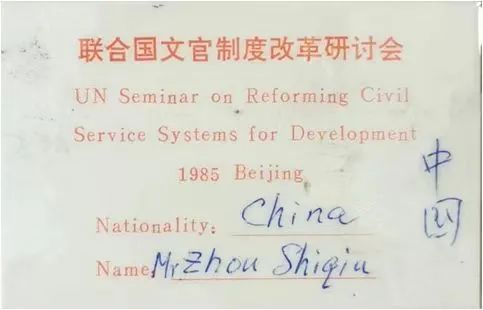 联合国文官制度改革研讨会
UN Seminar on Reforming Civil
Service Systems for Development
1985 Beijing
Nationality: China
Name: Mr Zhou Shiqiu
中国